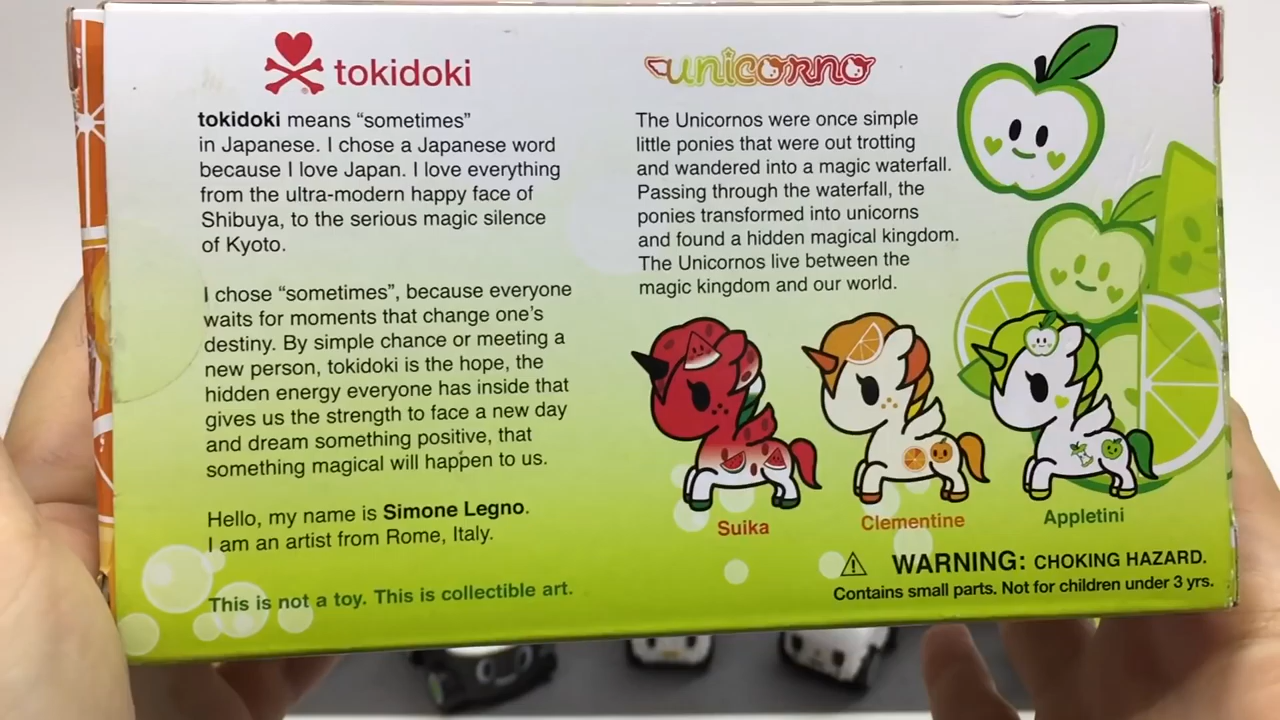 tokidoki
tokidoki means “sometimes”
in Japanese. I chose a Japanese word
because I love Japan. I love everything
from the ultra-modern happy face of
Shibuya, to the serious magic silence
of Kyoto.
I chose “sometimes”, because everyone
waits for moments that change one’s
destiny. By simple chance or meeting a
new person, tokidoki is the hope, the
hidden energy everyone has inside that
gives us the strength to face a new day
and dream something positive, that
something magical will happen to us.
Hello, my name is Simone Legno.
I am an artist from Rome, Italy.
This is not a toy. This is collectible art.
unicorno
The Unicornos were once simple
little ponies that were out trotting
and wandered into a magic waterfall.
Passing through the waterfall, the
ponies transformed into unicorns
and found a hidden magical kingdom.
The Unicornos live between the
magic kingdom and our world.
Suika
Clementine
Appletini
WARNING: CHOKING HAZARD.
Contains small parts. Not for children under 3 yrs.